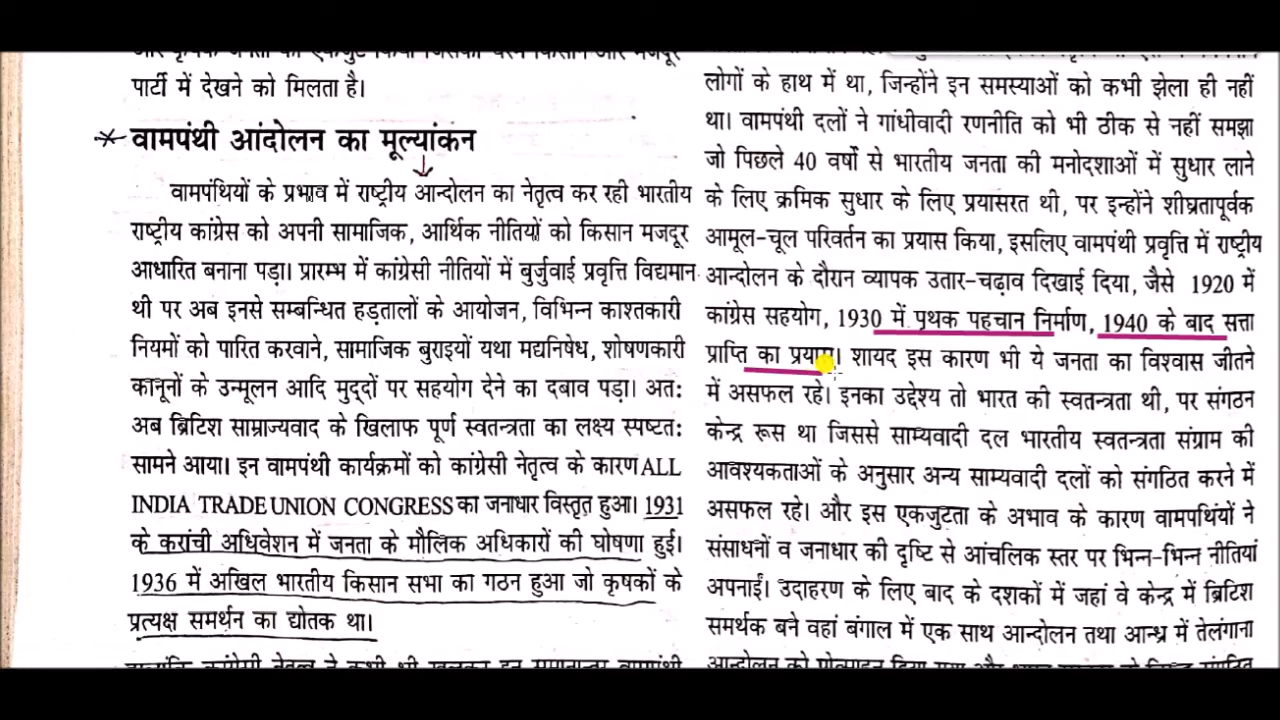 पार्टी में देखने को मिलता है।
वामपंथी आंदोलन का मूल्यांकन
वामपंथियों के प्रभाव में राष्ट्रीय आन्दोलन का नेतृत्व कर रही भारतीय
राष्ट्रीय कांग्रेस को अपनी सामाजिक, आर्थिक नीतियों को किसान मजदूर
आधारित बनाना पड़ा। प्रारम्भ में कांग्रेसी नीतियों में बुर्जुवाई प्रवृत्ति विद्यमान
थी पर अब इनसे सम्बन्धित हड़तालों के आयोजन, विभिन्न काश्तकारी
नियमों को पारित करवाने, सामाजिक बुराइयों यथा मद्यनिषेध, शोषणकारी
कानूनों के उन्मूलन आदि मुद्दों पर सहयोग देने का दबाव पड़ा। अतः
अब ब्रिटिश साम्राज्यवाद के खिलाफ पूर्ण स्वतन्त्रता का लक्ष्य स्पष्टतः
सामने आया। इन वामपंथी कार्यक्रमों को कांग्रेसी नेतृत्व के कारण ALL
INDIA TRADE UNION CONGRESS का जनाधार विस्तृत हुआ। 1931
के करांची अधिवेशन में जनता के मौलिक अधिकारों की घोषणा हुई।
1936 में अखिल भारतीय किसान सभा का गठन हुआ जो कृषकों के
प्रत्यक्ष समर्थन का द्योतक था।
लोगों के हाथ में था, जिन्होंने इन समस्याओं को कभी झेला ही नहीं
था। वामपंथी दलों ने गांधीवादी रणनीति को भी ठीक से नहीं समझा
जो पिछले 40 वर्षों से भारतीय जनता की मनोदशाओं में सुधार लाने
के लिए क्रमिक सुधार के लिए प्रयासरत थी, पर इन्होंने शीघ्रतापूर्वक
आमूल-चूल परिवर्तन का प्रयास किया, इसलिए वामपंथी प्रवृत्ति में राष्ट्रीय
आन्दोलन के दौरान व्यापक उतार-चढ़ाव दिखाई दिया, जैसे 1920 में
कांग्रेस सहयोग, 1930 में पृथक पहचान निर्माण, 1940 के बाद सत्ता
प्राप्ति का प्रयास। शायद इस कारण भी ये जनता का विश्वास जीतने
में असफल रहे। इनका उद्देश्य तो भारत की स्वतन्त्रता थी, पर संगठन
केन्द्र रूस था जिससे साम्यवादी दल भारतीय स्वतन्त्रता संग्राम की
आवश्यकताओं के अनुसार अन्य साम्यवादी दलों को संगठित करने में
असफल रहे। और इस एकजुटता के अभाव के कारण वामपथियों ने
संसाधनों व जनाधार की दृष्टि से आंचलिक स्तर पर भिन्न-भिन्न नीतियां
अपनाईं। उदाहरण के लिए बाद के दशकों में जहां वे केन्द्र में ब्रिटिश
समर्थक बने वहां बंगाल में एक साथ आन्दोलन तथा आन्ध्र में तेलंगाना